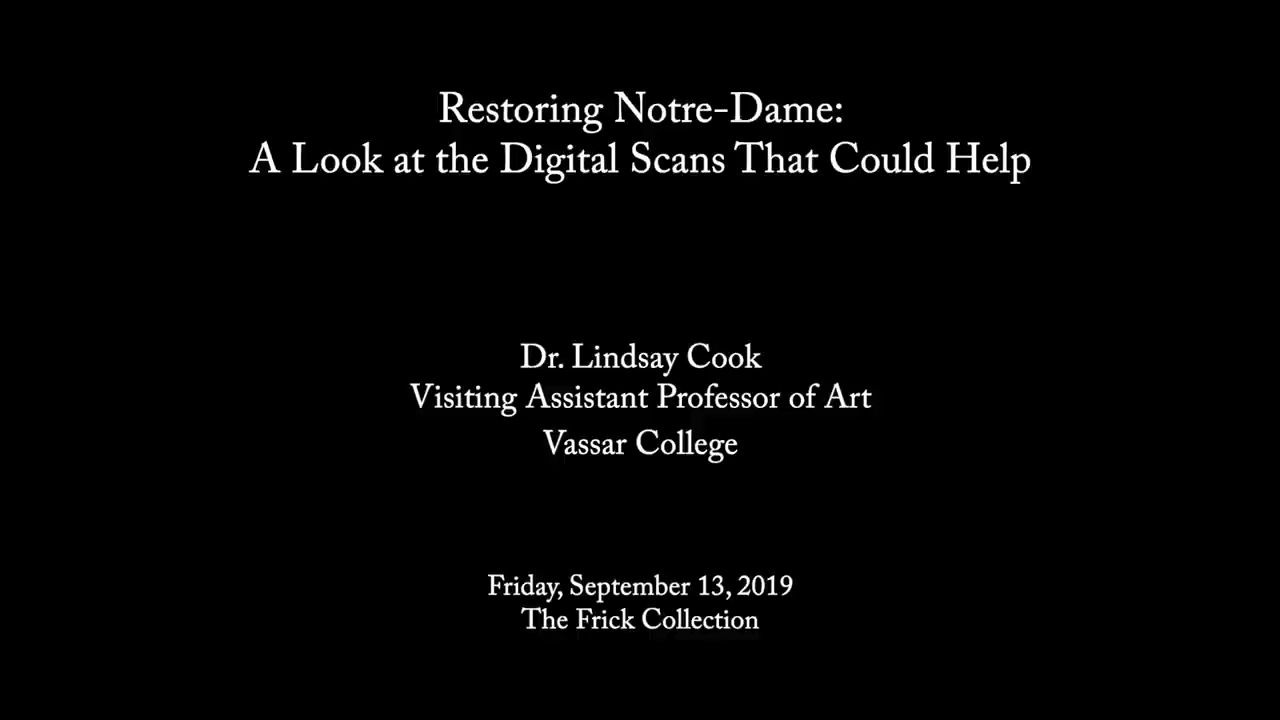 Restoring Notre-Dame:
A Look at the Digital Scans That Could Help
Dr. Lindsay Cook
Visiting Assistant Professor of Art
Vassar College
Friday, September 13, 2019
The Frick Collection